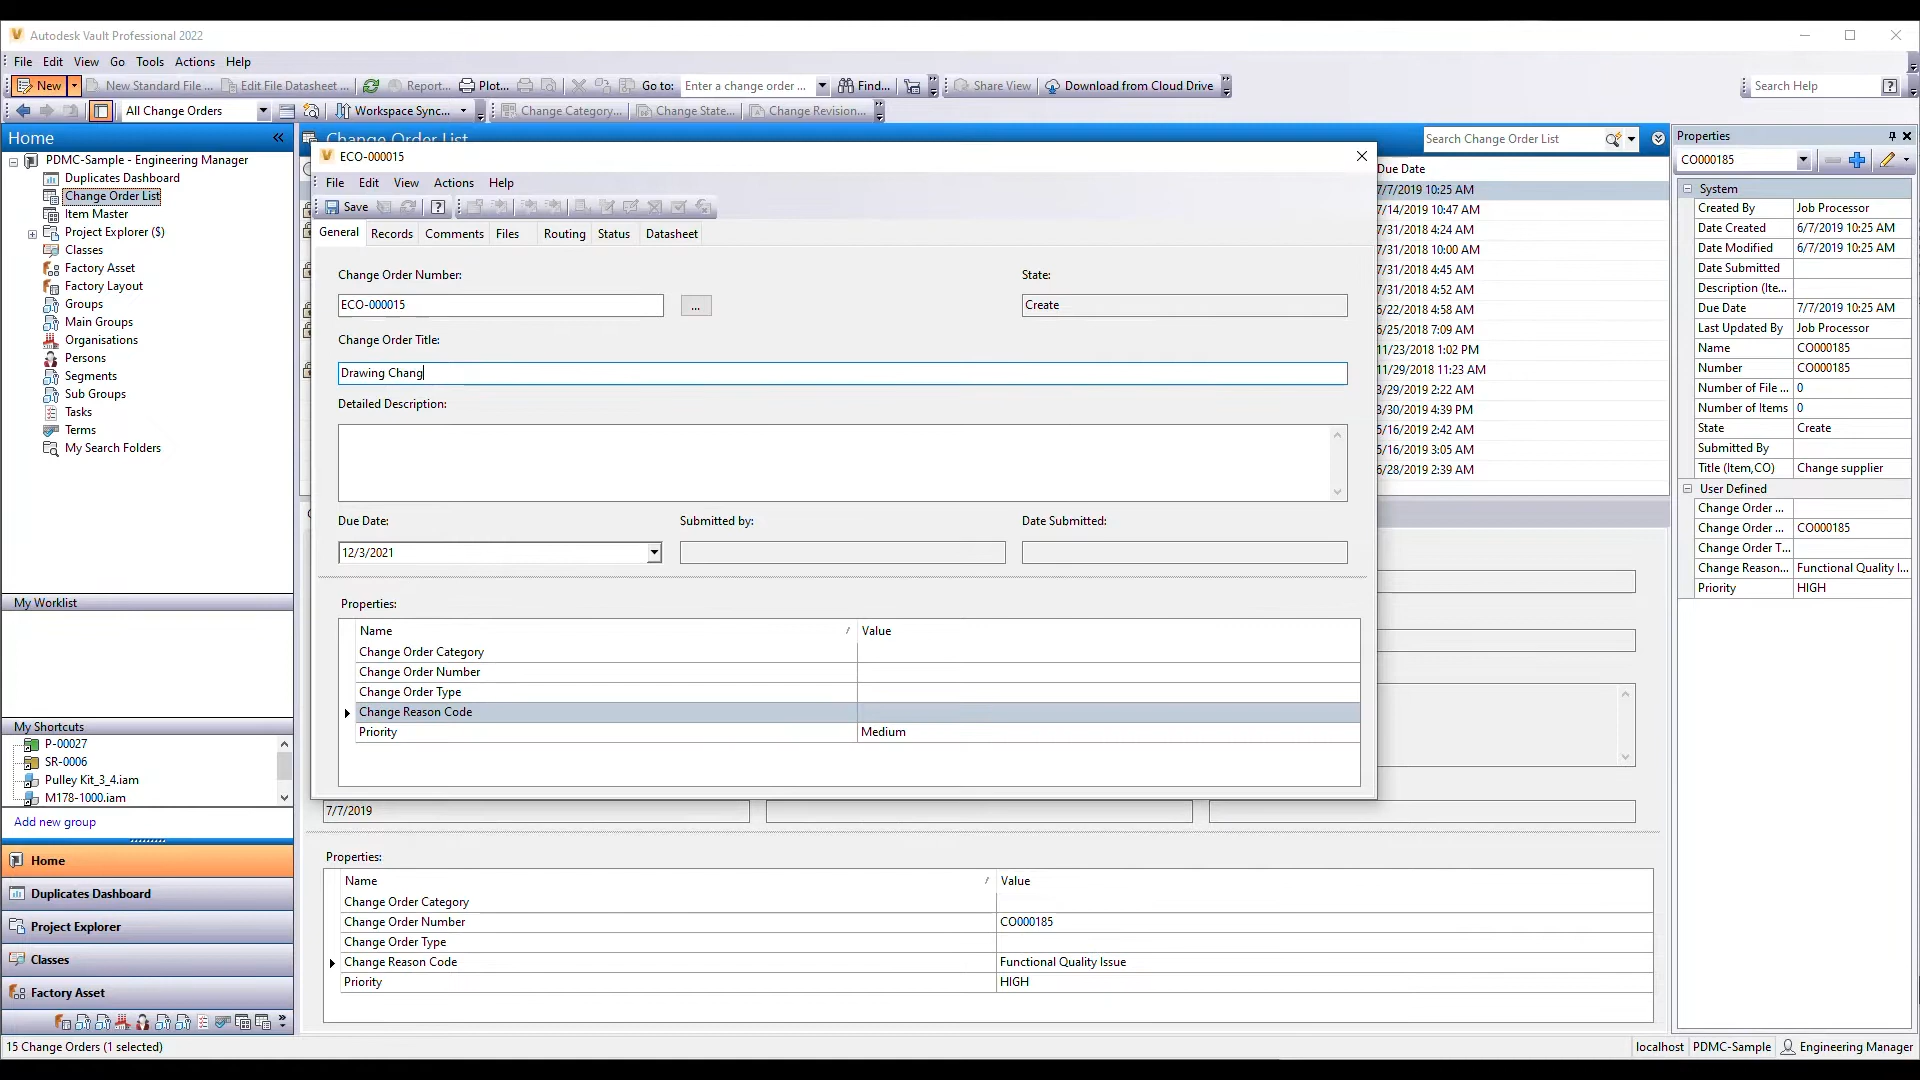 Autodesk Vault Professional 2022
File Edit View Go Tools Actions Help
New New Standard File ... Edit File Datasheet ... Report... Plot... Go to: Enter a change order ... Find... Share View Download from Cloud Drive Search Help
All Change Orders Workspace Sync... Change Category... Change State... Change Revision...
Home
PDMC-Sample - Engineering Manager
Duplicates Dashboard
Change Order List
Item Master
Project Explorer ($)
Classes
Factory Asset
Factory Layout
Groups
Main Groups
Organisations
Persons
Segments
Sub Groups
Tasks
Terms
My Search Folders
My Worklist
My Shortcuts
P-00027
SR-0006
Pulley Kit_3_4.iam
M178-1000.iam
Add new group
Home
Duplicates Dashboard
Project Explorer
Classes
Factory Asset
15 Change Orders (1 selected)
Change Order List
Search Change Order List
ECO-000015
File Edit View Actions Help
Save
General Records Comments Files Routing Status Datasheet
Change Order Number: State:
ECO-000015 ... Create
Change Order Title:
Drawing Chang
Detailed Description:
Due Date: Submitted by: Date Submitted:
12/3/2021
Properties:
Name Value
Change Order Category
Change Order Number
Change Order Type
Change Reason Code
Priority Medium
Due Date
7/7/2019 10:25 AM
7/14/2019 10:47 AM
7/31/2018 4:24 AM
7/31/2018 10:00 AM
7/31/2018 4:45 AM
7/31/2018 4:52 AM
6/22/2018 4:58 AM
6/25/2018 7:09 AM
11/23/2018 1:02 PM
11/29/2018 11:23 AM
3/29/2019 2:22 AM
3/30/2019 4:39 PM
5/16/2019 2:42 AM
5/16/2019 3:05 AM
6/28/2019 2:39 AM
7/7/2019
Properties:
Name Value
Change Order Category
Change Order Number CO000185
Change Order Type
Change Reason Code Functional Quality Issue
Priority HIGH
Properties
CO000185
System
Created By Job Processor
Date Created 6/7/2019 10:25 AM
Date Modified 6/7/2019 10:25 AM
Date Submitted
Description (Ite...
Due Date 7/7/2019 10:25 AM
Last Updated By Job Processor
Name CO000185
Number CO000185
Number of File ... 0
Number of Items 0
State Create
Submitted By
Title (Item,CO) Change supplier
User Defined
Change Order ...
Change Order ... CO000185
Change Order T...
Change Reason... Functional Quality I...
Priority HIGH
localhost PDMC-Sample Engineering Manager